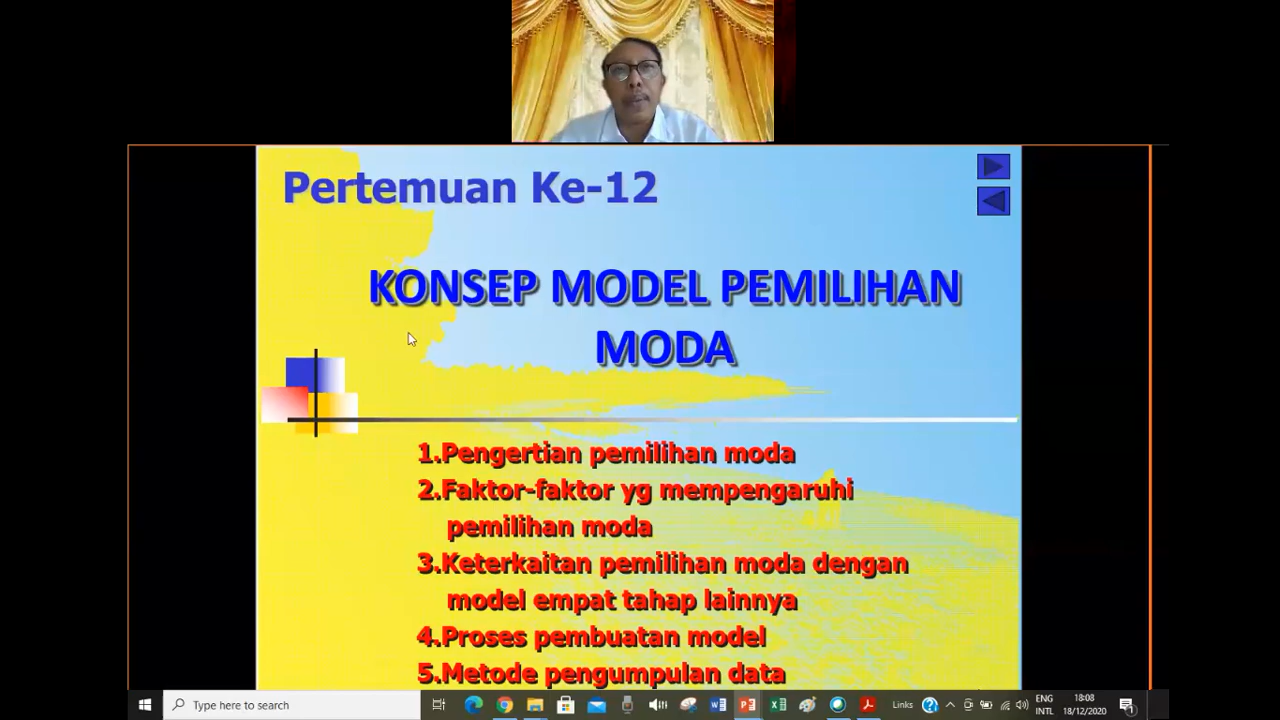 Pertemuan Ke-12
KONSEP MODEL PEMILIHAN
MODA
1.Pengertian pemilihan moda
2.Faktor-faktor yg mempengaruhi
pemilihan moda
3.Keterkaitan pemilihan moda dengan
model empat tahap lainnya
4.Proses pembuatan model
5.Metode pengumpulan data
Type here to search
Links
ENG
INTL
18:08
18/12/2020